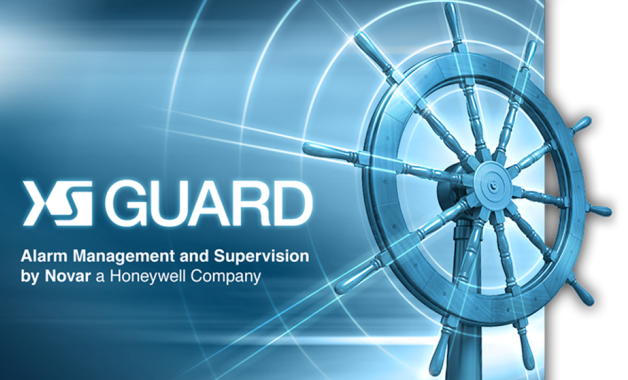 XS GUARD
Alarm Management and Supervision
by Novar a Honeywell Company